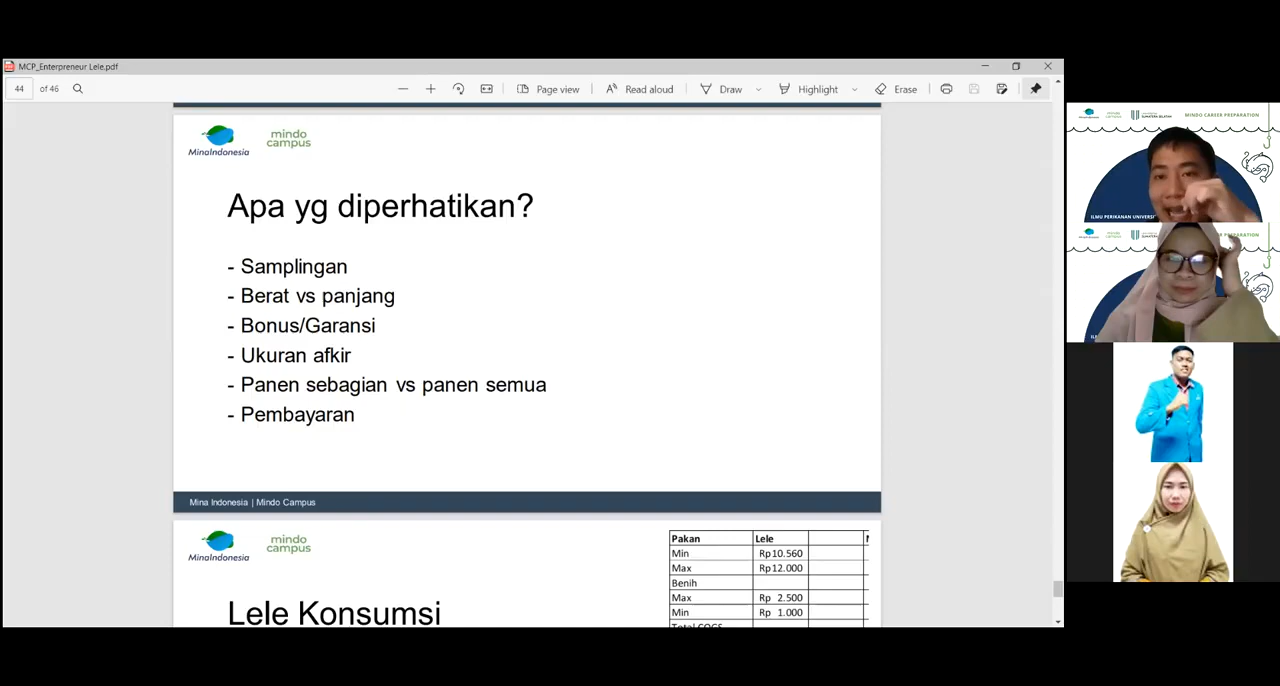 MCP_Enterpreneur Lele.pdf
44 of 46
Page view
Read aloud
Draw
Highlight
Erase
MinaIndonesia
mindo
campus
Apa yg diperhatikan?
- Samplingan
- Berat vs panjang
- Bonus/Garansi
- Ukuran afkir
- Panen sebagian vs panen semua
- Pembayaran
Mina Indonesia | Mindo Campus
MinaIndonesia
mindo
campus
Lele Konsumsi
Pakan Lele
Min Rp10.560
Max Rp12.000
Benih
Max Rp 2.500
Min Rp 1.000
Total COGS
MINDO CAREER PREPARATION
ILMU PERIKANAN UNIVERSI
PREPARATION